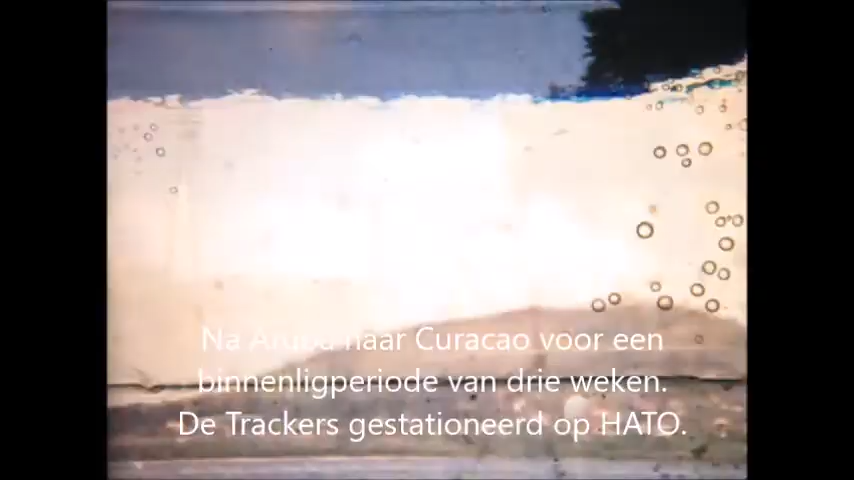 Na Aruba naar Curacao voor een
binnenligperiode van drie weken.
De Trackers gestationeerd op HATO.